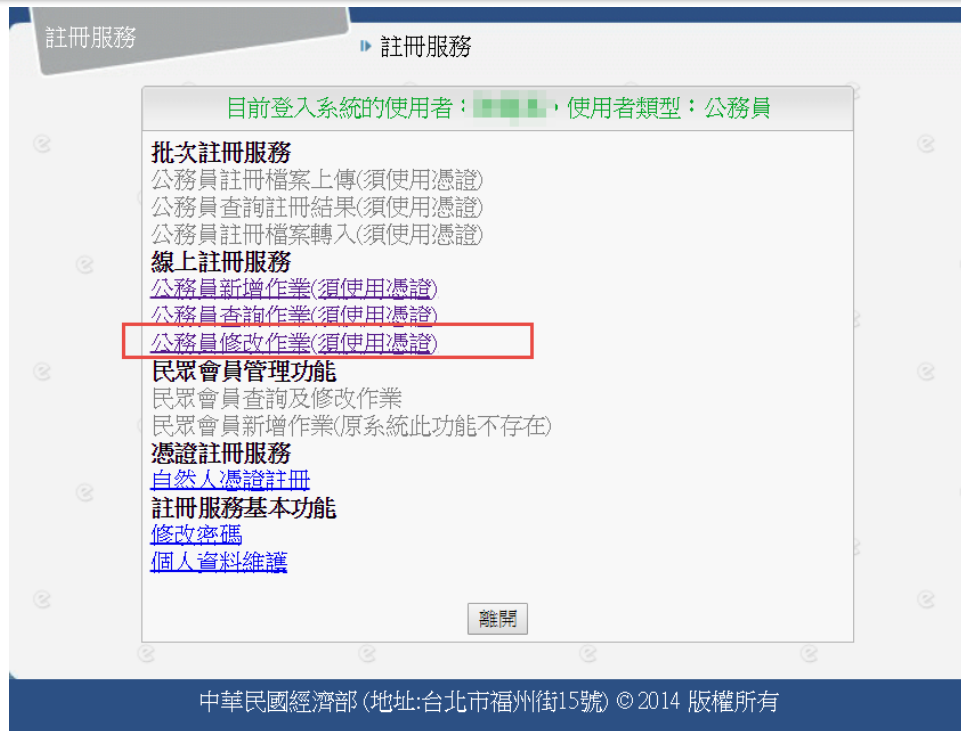 註冊服務
註冊服務
目前登入系統的使用者：，使用者類型：公務員
批次註冊服務
公務員註冊檔案上傳(須使用憑證)
公務員查詢註冊結果(須使用憑證)
公務員註冊檔案轉入(須使用憑證)
線上註冊服務
公務員新增作業(須使用憑證)
公務員查詢作業(須使用憑證)
公務員修改作業(須使用憑證)
民眾會員管理功能
民眾會員查詢及修改作業
民眾會員新增作業(原系統此功能不存在)
憑證註冊服務
自然人憑證註冊
註冊服務基本功能
修改密碼
個人資料維護
離開
中華民國經濟部 (地址:台北市福州街15號) © 2014 版權所有